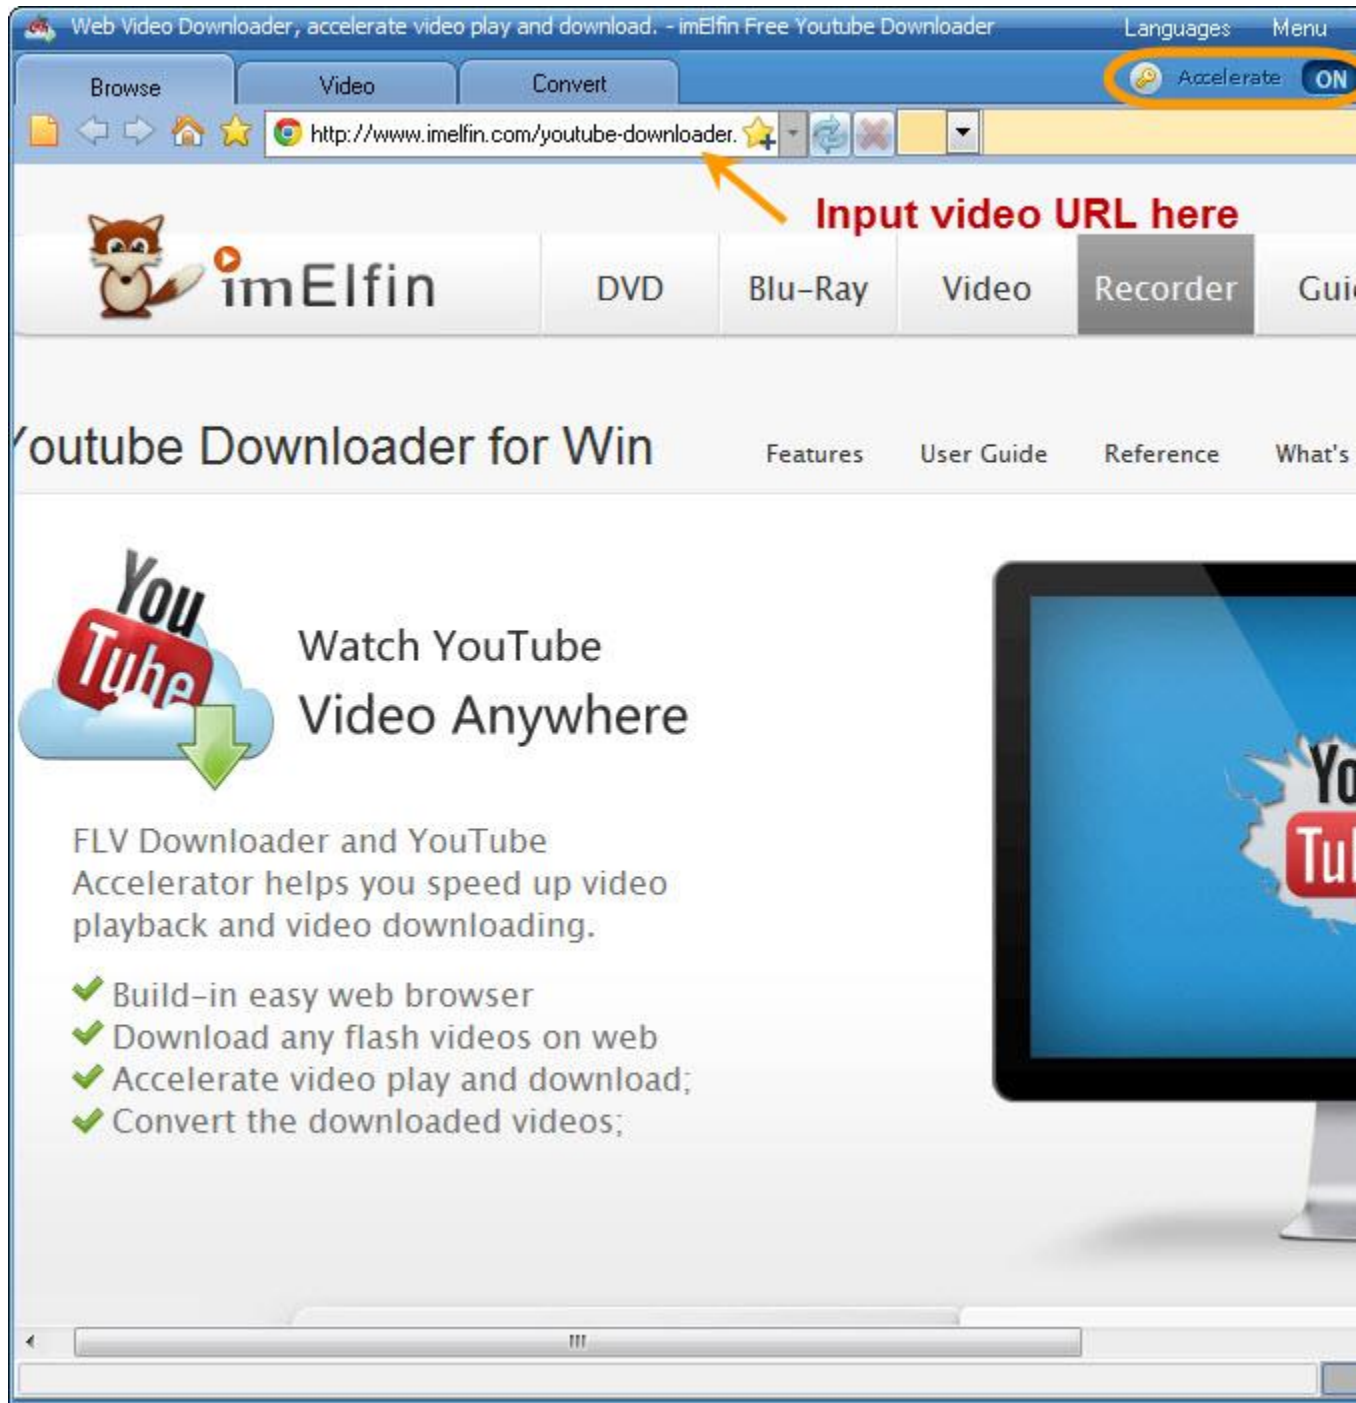 Web Video Downloader, accelerate video play and download. - imElfin Free Youtube Downloader
Languages Menu
Browse Video Convert
Accelerate ON
http://www.imelfin.com/youtube-downloader.
Input video URL here
imElfin
DVD Blu-Ray Video Recorder Gui
Youtube Downloader for Win
Features User Guide Reference What's
You
Tube
Watch YouTube
Video Anywhere
Yo
Tu
FLV Downloader and YouTube
Accelerator helps you speed up video
playback and video downloading.
Build-in easy web browser
Download any flash videos on web
Accelerate video play and download;
Convert the downloaded videos;